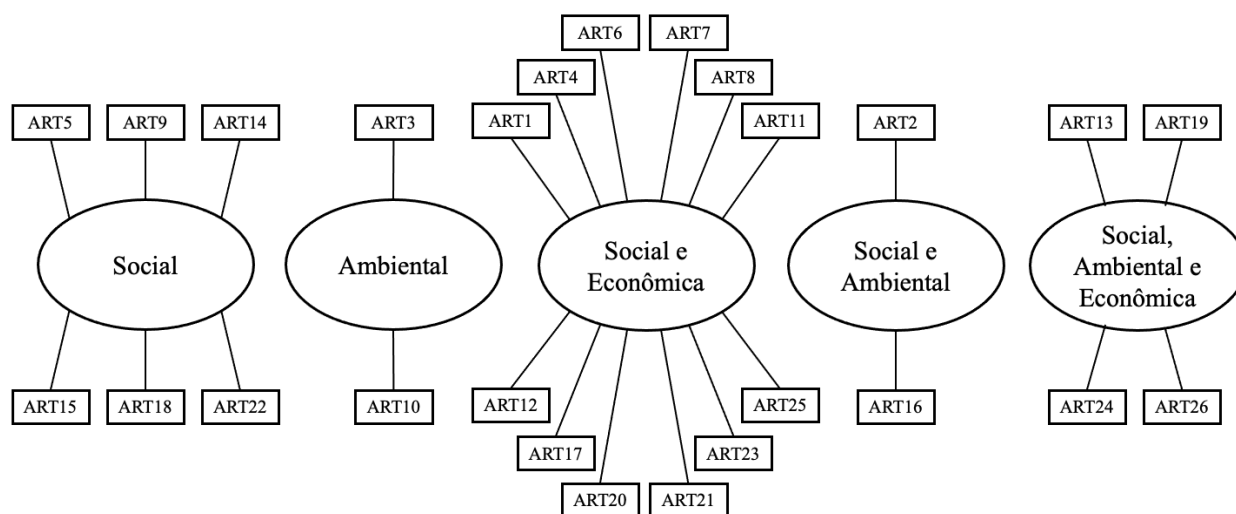 ART6
ART7
ART4
ART8
ART5
ART9
ART14
ART3
ART1
ART11
ART2
ART13
ART19
Social
Ambiental
Social e
Econômica
Social e
Ambiental
Social,
Ambiental e
Econômica
ART15
ART18
ART22
ART10
ART12
ART25
ART16
ART24
ART26
ART17
ART23
ART20
ART21